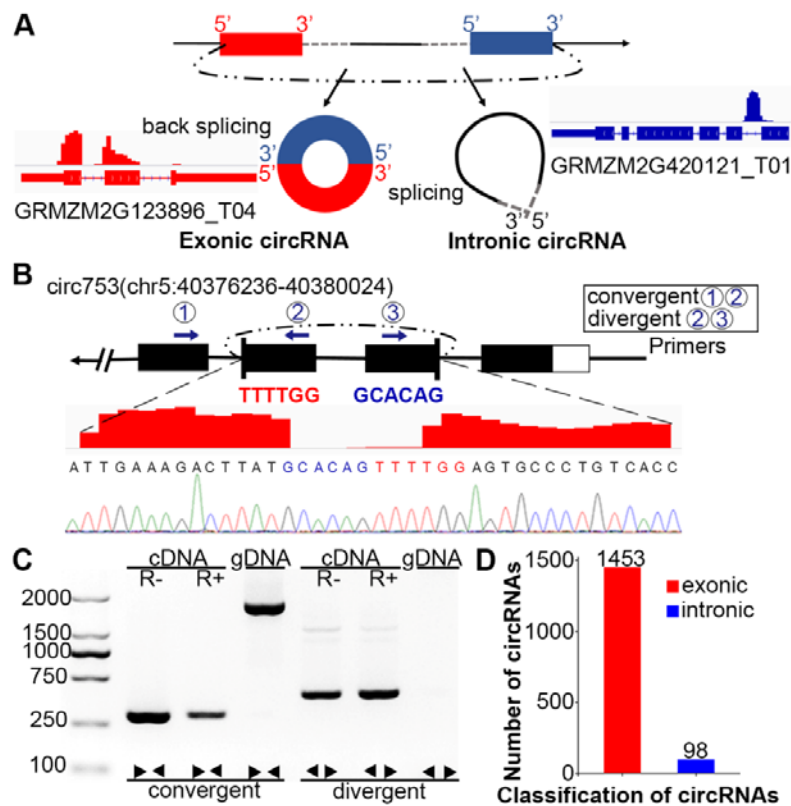 A
5' 3' 5' 3'
back splicing
3' 5'
5' 3'
splicing
3' 5'
GRMZM2G123896_T04
GRMZM2G420121_T01
Exonic circRNA
Intronic circRNA
B
circ753(chr5:40376236-40380024)
convergent①②
divergent ②③
Primers
① ② ③
TTTTGG GCACAG
ATTGAAAGACTTATGCACAGTTTTGGAGTGCCCTGTCACC
C
cDNA gDNA cDNA gDNA
R- R+ R- R+
2000
1500
1000
750
250
100
convergent divergent
D
Number of circRNAs
1500
1000
500
0
1453
98
exonic
intronic
Classification of circRNAs